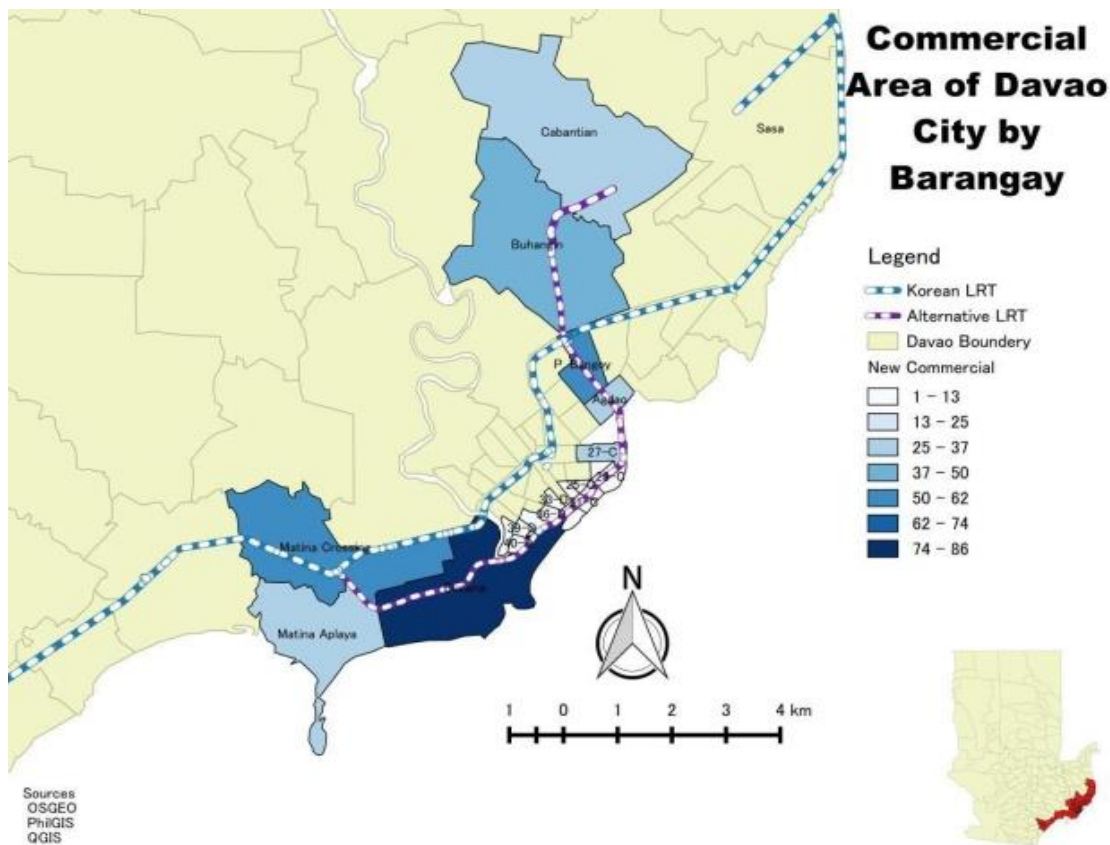 Commercial
Area of Davao
City by
Barangay
Sasa
Cabantian
Buhangin
Legend
Korean LRT
Alternative LRT
Davao Boundery
New Commercial
1 - 13
13 - 25
25 - 37
37 - 50
50 - 62
62 - 74
74 - 86
P. Bangoy
Agdao
27-C
Matina Crossing
Matina Aplaya
N
1 0 1 2 3 4 km
Sources
OSGEO
PhilGIS
QGIS